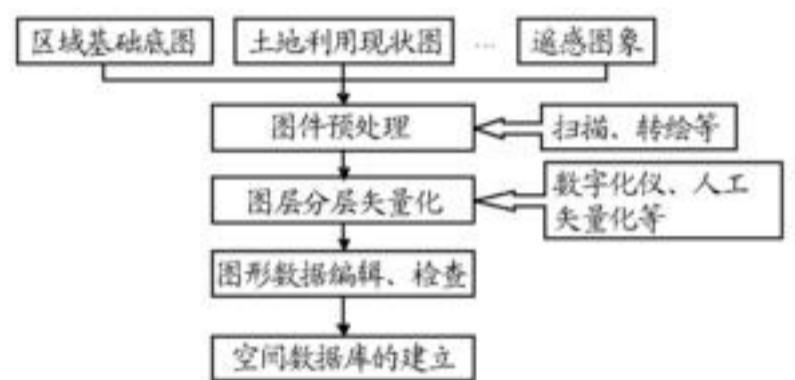 区域基础底图
土地利用现状图
…
遥感图象
图件预处理
扫描、转绘等
图层分层矢量化
数字化仪、人工
矢量化等
图形数据编辑、检查
空间数据库的建立